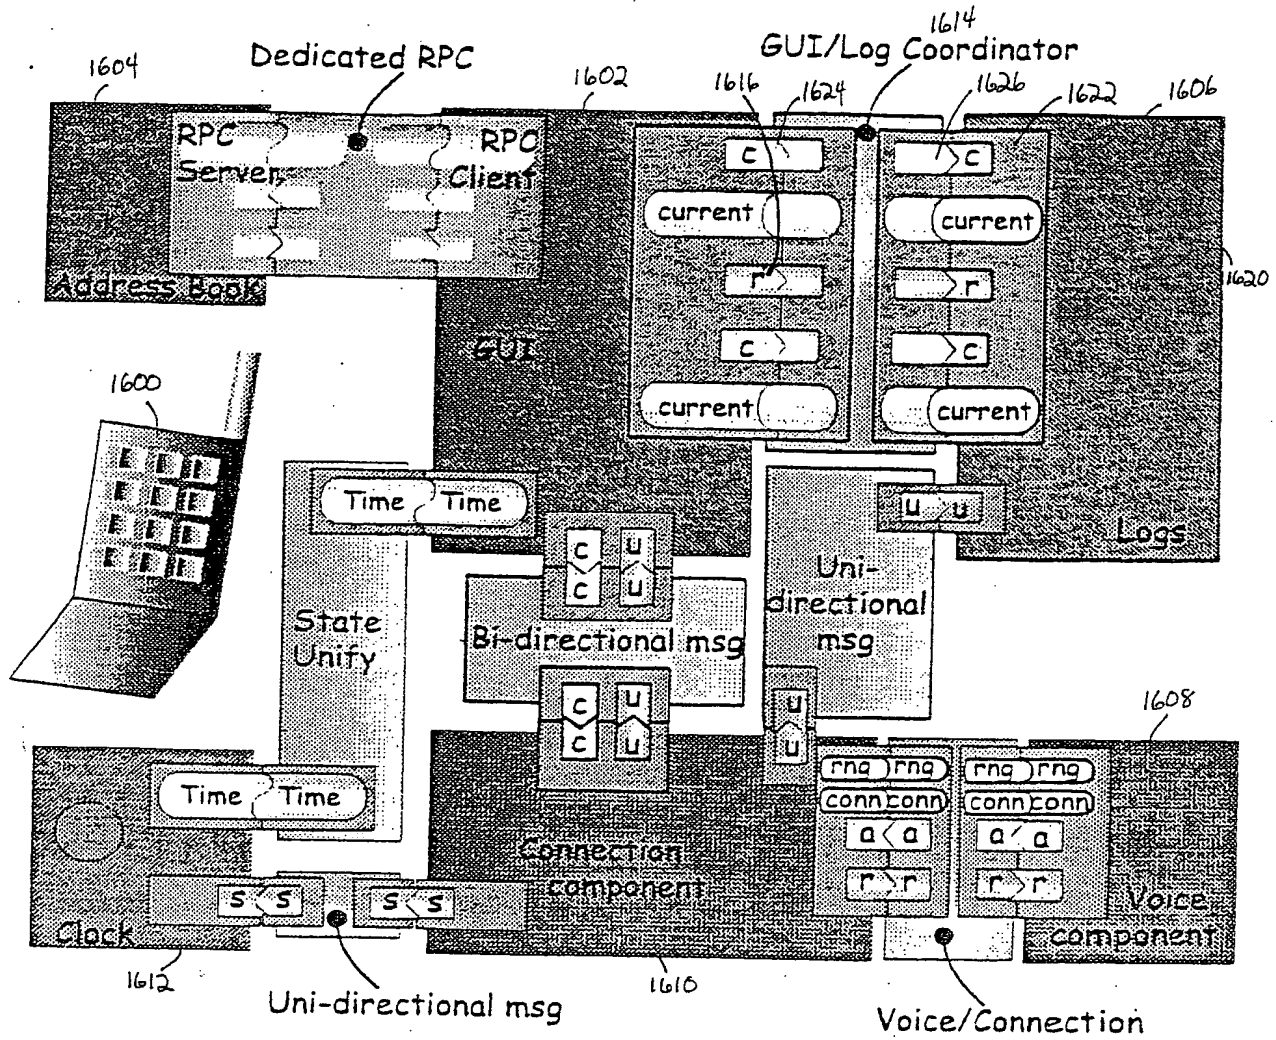 1614
Dedicated RPC
GUI/Log Coordinator
1604
1602
1616
1624
1626
1622
1606
RPC
Server
RPC
Client
c
c
current
current
Address Book
r
r
1620
GUI
c
c
1600
current
current
Time
Time
u
u
Logs
c
u
c
u
Uni-
directional
msg
State
Unify
Bi-directional msg
c
u
c
u
u
u
1608
rng
rng
rng
rng
Time
Time
conn
conn
conn
conn
a
a
a
a
Connection
component
r
r
r
r
s
s
s
s
Voice
component
Clock
1612
1610
Uni-directional msg
Voice/Connection